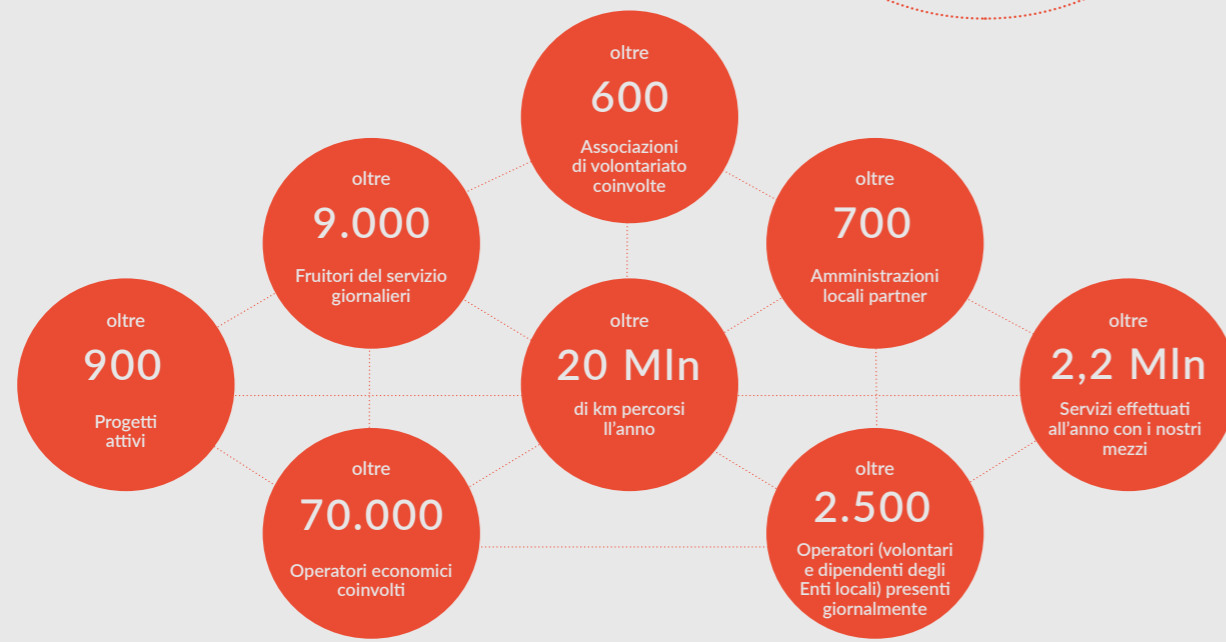 oltre
600
Associazioni
di volontariato
coinvolte
oltre
9.000
Fruitori del servizio
giornalieri
oltre
700
Amministrazioni
locali partner
oltre
900
Progetti
attivi
oltre
20 Mln
di km percorsi
ll'anno
oltre
2,2 Mln
Servizi effettuati
all'anno con i nostri
mezzi
oltre
70.000
Operatori economici
coinvolti
oltre
2.500
Operatori (volontari
e dipendenti degli
Enti locali) presenti
giornalmente